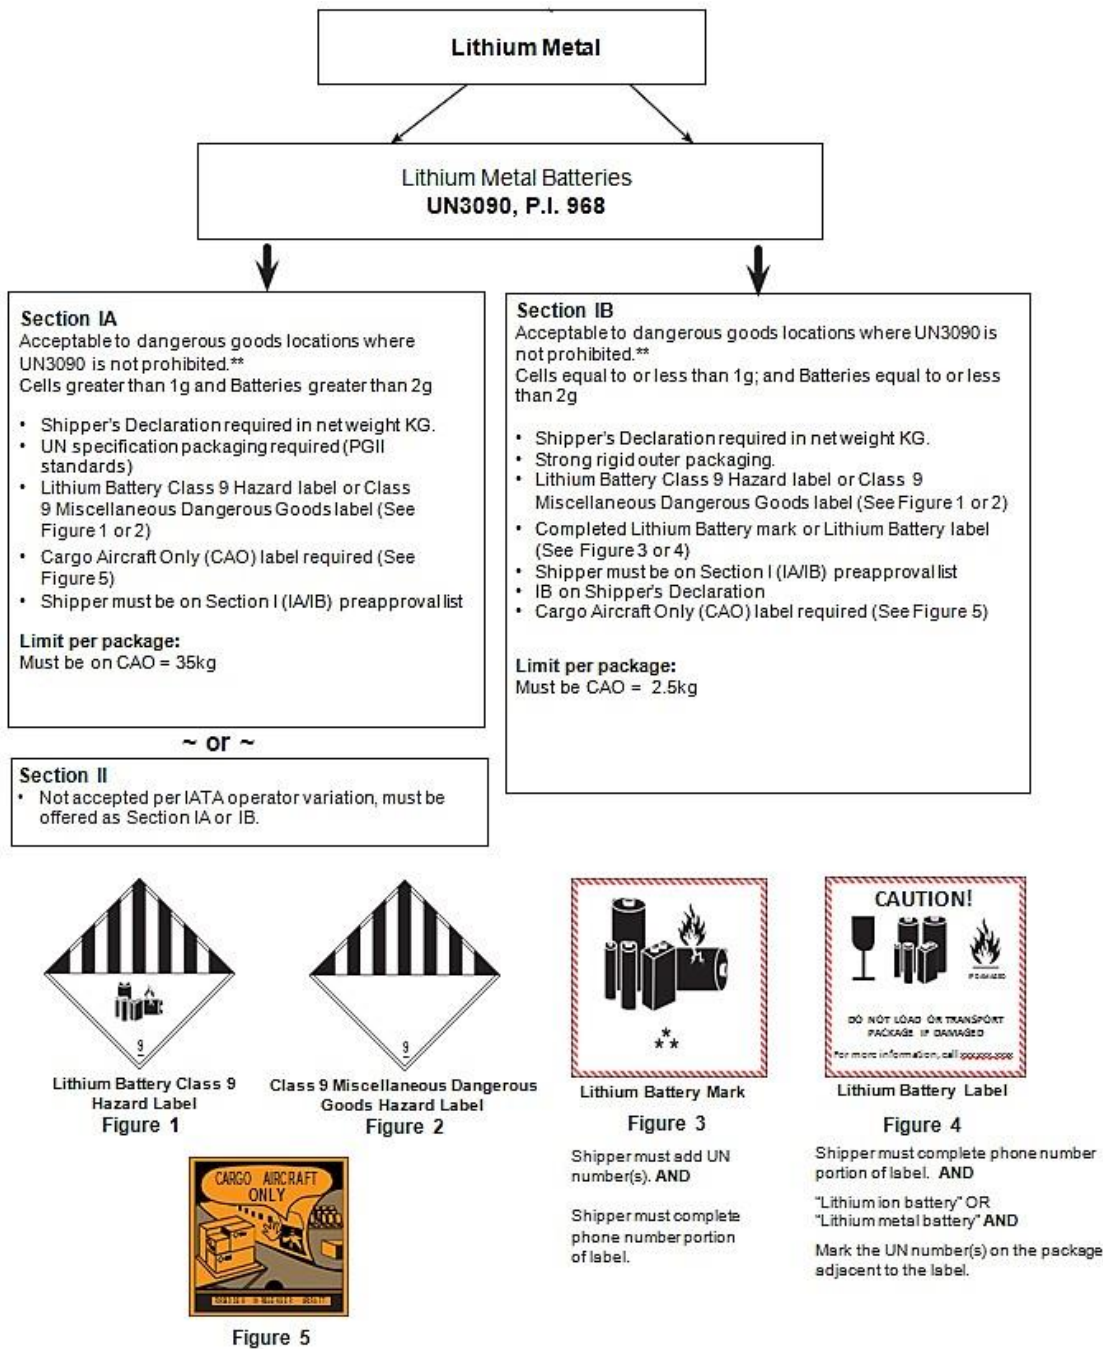 Lithium Metal
Lithium Metal Batteries
UN3090, P.I. 968
Section IA
Acceptable to dangerous goods locations where
UN3090 is not prohibited.**
Cells greater than 1g and Batteries greater than 2g
• Shipper's Declaration required in net weight KG.
• UN specification packaging required (PGII
standards)
• Lithium Battery Class 9 Hazard label or Class
9 Miscellaneous Dangerous Goods label (See
Figure 1 or 2)
• Cargo Aircraft Only (CAO) label required (See
Figure 5)
• Shipper must be on Section I (IA/IB) preapproval list
Limit per package:
Must be on CAO = 35kg
Section IB
Acceptable to dangerous goods locations where UN3090 is
not prohibited.**
Cells equal to or less than 1g; and Batteries equal to or less
than 2g
• Shipper's Declaration required in net weight KG.
• Strong rigid outer packaging.
• Lithium Battery Class 9 Hazard label or Class 9
Miscellaneous Dangerous Goods label (See Figure 1 or 2)
• Completed Lithium Battery mark or Lithium Battery label
(See Figure 3 or 4)
• Shipper must be on Section I (IA/IB) preapproval list
• IB on Shipper's Declaration
• Cargo Aircraft Only (CAO) label required (See Figure 5)
Limit per package:
Must be CAO = 2.5kg
~ or ~
Section II
• Not accepted per IATA operator variation, must be
offered as Section IA or IB.
9
Lithium Battery Class 9
Hazard Label
Figure 1
9
Class 9 Miscellaneous Dangerous
Goods Hazard Label
Figure 2
***
Lithium Battery Mark
Figure 3
Shipper must add UN
number(s). AND
Shipper must complete
phone number portion
of label.
CAUTION!
IF DAMAGED
DO NOT LOAD OR TRANSPORT
PACKAGE IF DAMAGED
For more information, call xxx.xxx.xxxx
Lithium Battery Label
Figure 4
Shipper must complete phone number
portion of label. AND
"Lithium ion battery" OR
"Lithium metal battery" AND
Mark the UN number(s) on the package
adjacent to the label.
CARGO AIRCRAFT
ONLY
Figure 5